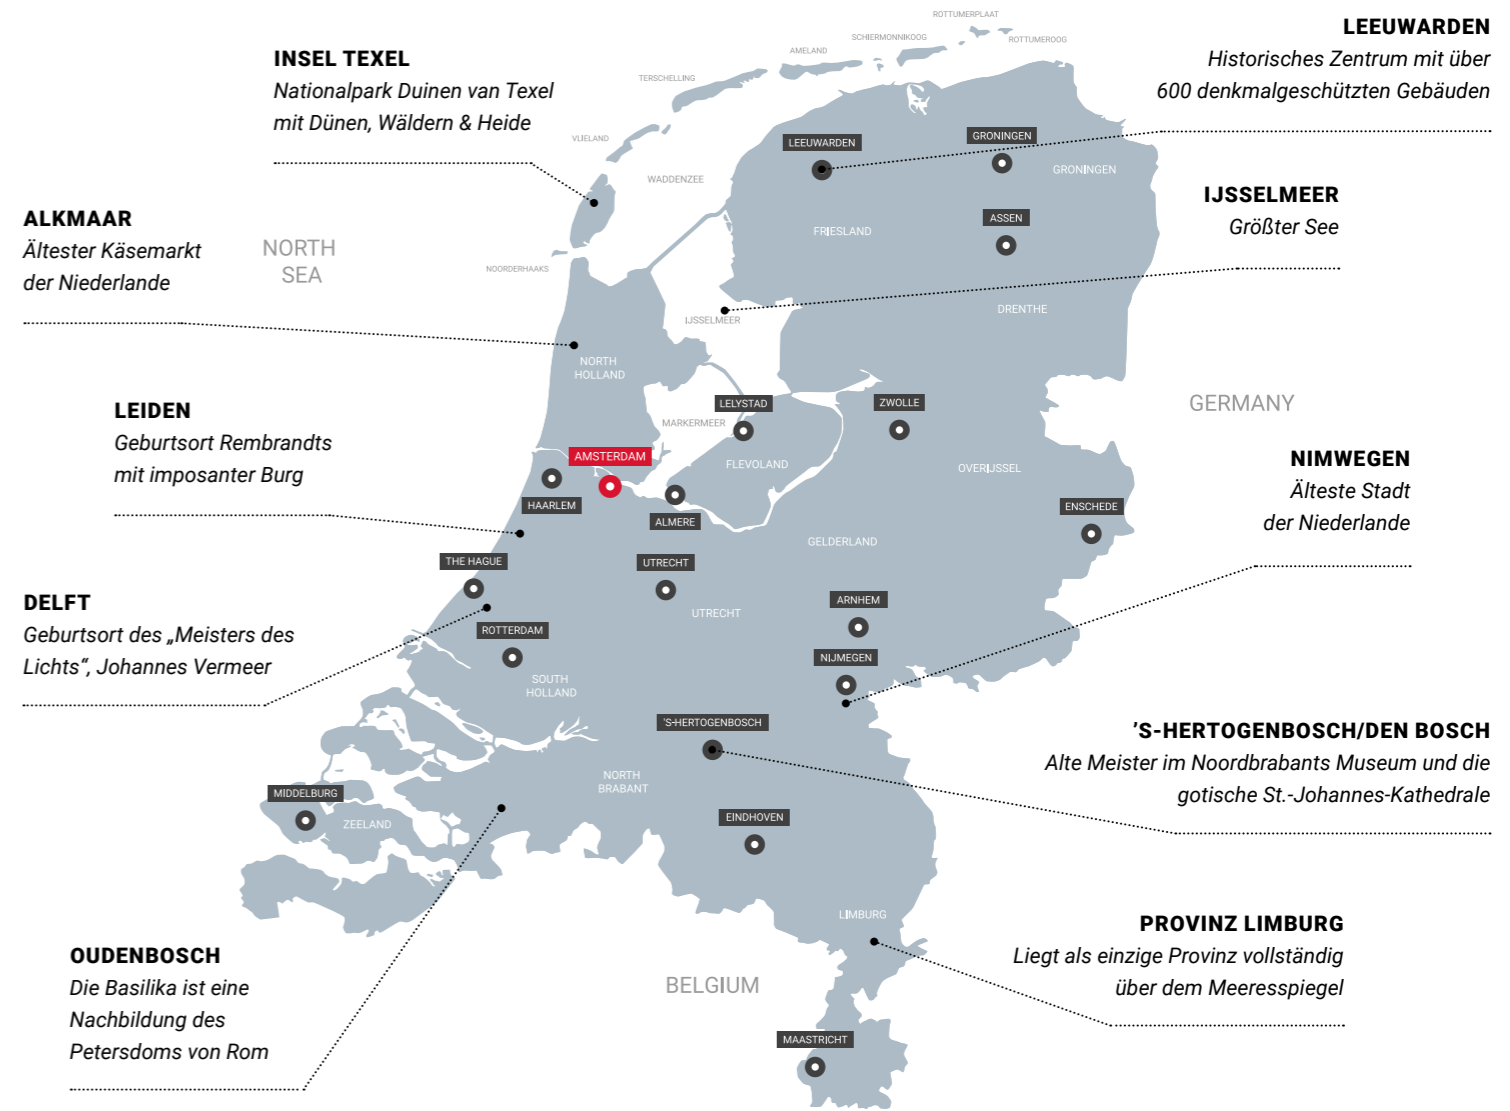 INSEL TEXEL
Nationalpark Duinen van Texel
mit Dünen, Wäldern & Heide
ALKMAAR
Ältester Käsemarkt
der Niederlande
LEIDEN
Geburtsort Rembrandts
mit imposanter Burg
DELFT
Geburtsort des „Meisters des
Lichts“, Johannes Vermeer
OUDENBOSCH
Die Basilika ist eine
Nachbildung des
Petersdoms von Rom
LEEUWARDEN
Historisches Zentrum mit über
600 denkmalgeschützten Gebäuden
IJSSELMEER
Größter See
NIMWEGEN
Älteste Stadt
der Niederlande
’S-HERTOGENBOSCH/DEN BOSCH
Alte Meister im Noordbrabants Museum und die
gotische St.-Johannes-Kathedrale
PROVINZ LIMBURG
Liegt als einzige Provinz vollständig
über dem Meeresspiegel
ROTTUMERPLAAT
SCHIERMONNIKOOG
ROTTUMEROOG
AMELAND
TERSCHELLING
VLIELAND
WADDENZEE
NORTH
SEA
NOORDERHAAKS
LEEUWARDEN
GRONINGEN
GRONINGEN
ASSEN
FRIESLAND
DRENTHE
IJSSELMEER
NORTH
HOLLAND
GERMANY
LELYSTAD
ZWOLLE
MARKERMEER
AMSTERDAM
FLEVOLAND
OVERIJSSEL
HAARLEM
ALMERE
ENSCHEDE
GELDERLAND
THE HAGUE
UTRECHT
ARNHEM
UTRECHT
ROTTERDAM
NIJMEGEN
SOUTH
HOLLAND
'S-HERTOGENBOSCH
NORTH
BRABANT
MIDDELBURG
ZEELAND
EINDHOVEN
LIMBURG
BELGIUM
MAASTRICHT